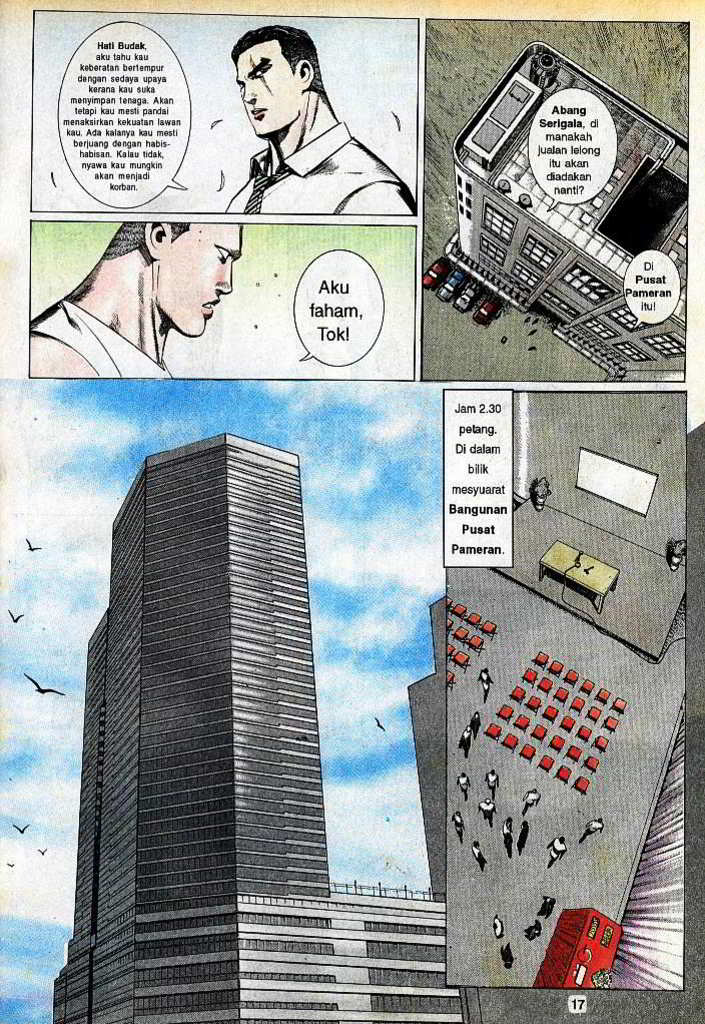 Hati Budak,
aku tahu kau
keberatan bertempur
dengan sedaya upaya
kerana kau suka
menyimpan tenaga. Akan
tetapi kau mesti pandai
menaksirkan kekuatan lawan
kau. Ada kalanya kau mesti
berjuang dengan habis-
habisan. Kalau tidak,
nyawa kau mungkin
akan menjadi
korban.
Abang
Serigala, di
manakah
jualan lelong
itu akan
diadakan
nanti?
Di
Pusat
Pameran
itu!
Aku
faham,
Tok!
Jam 2.30
petang.
Di dalam
bilik
mesyuarat
Bangunan
Pusat
Pameran.
17